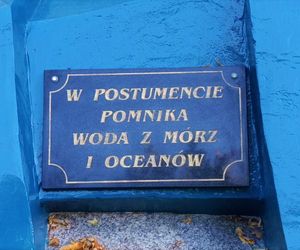 W POSTUMENCIE
POMNIKA
WODA Z MÓRZ
I OCEANÓW